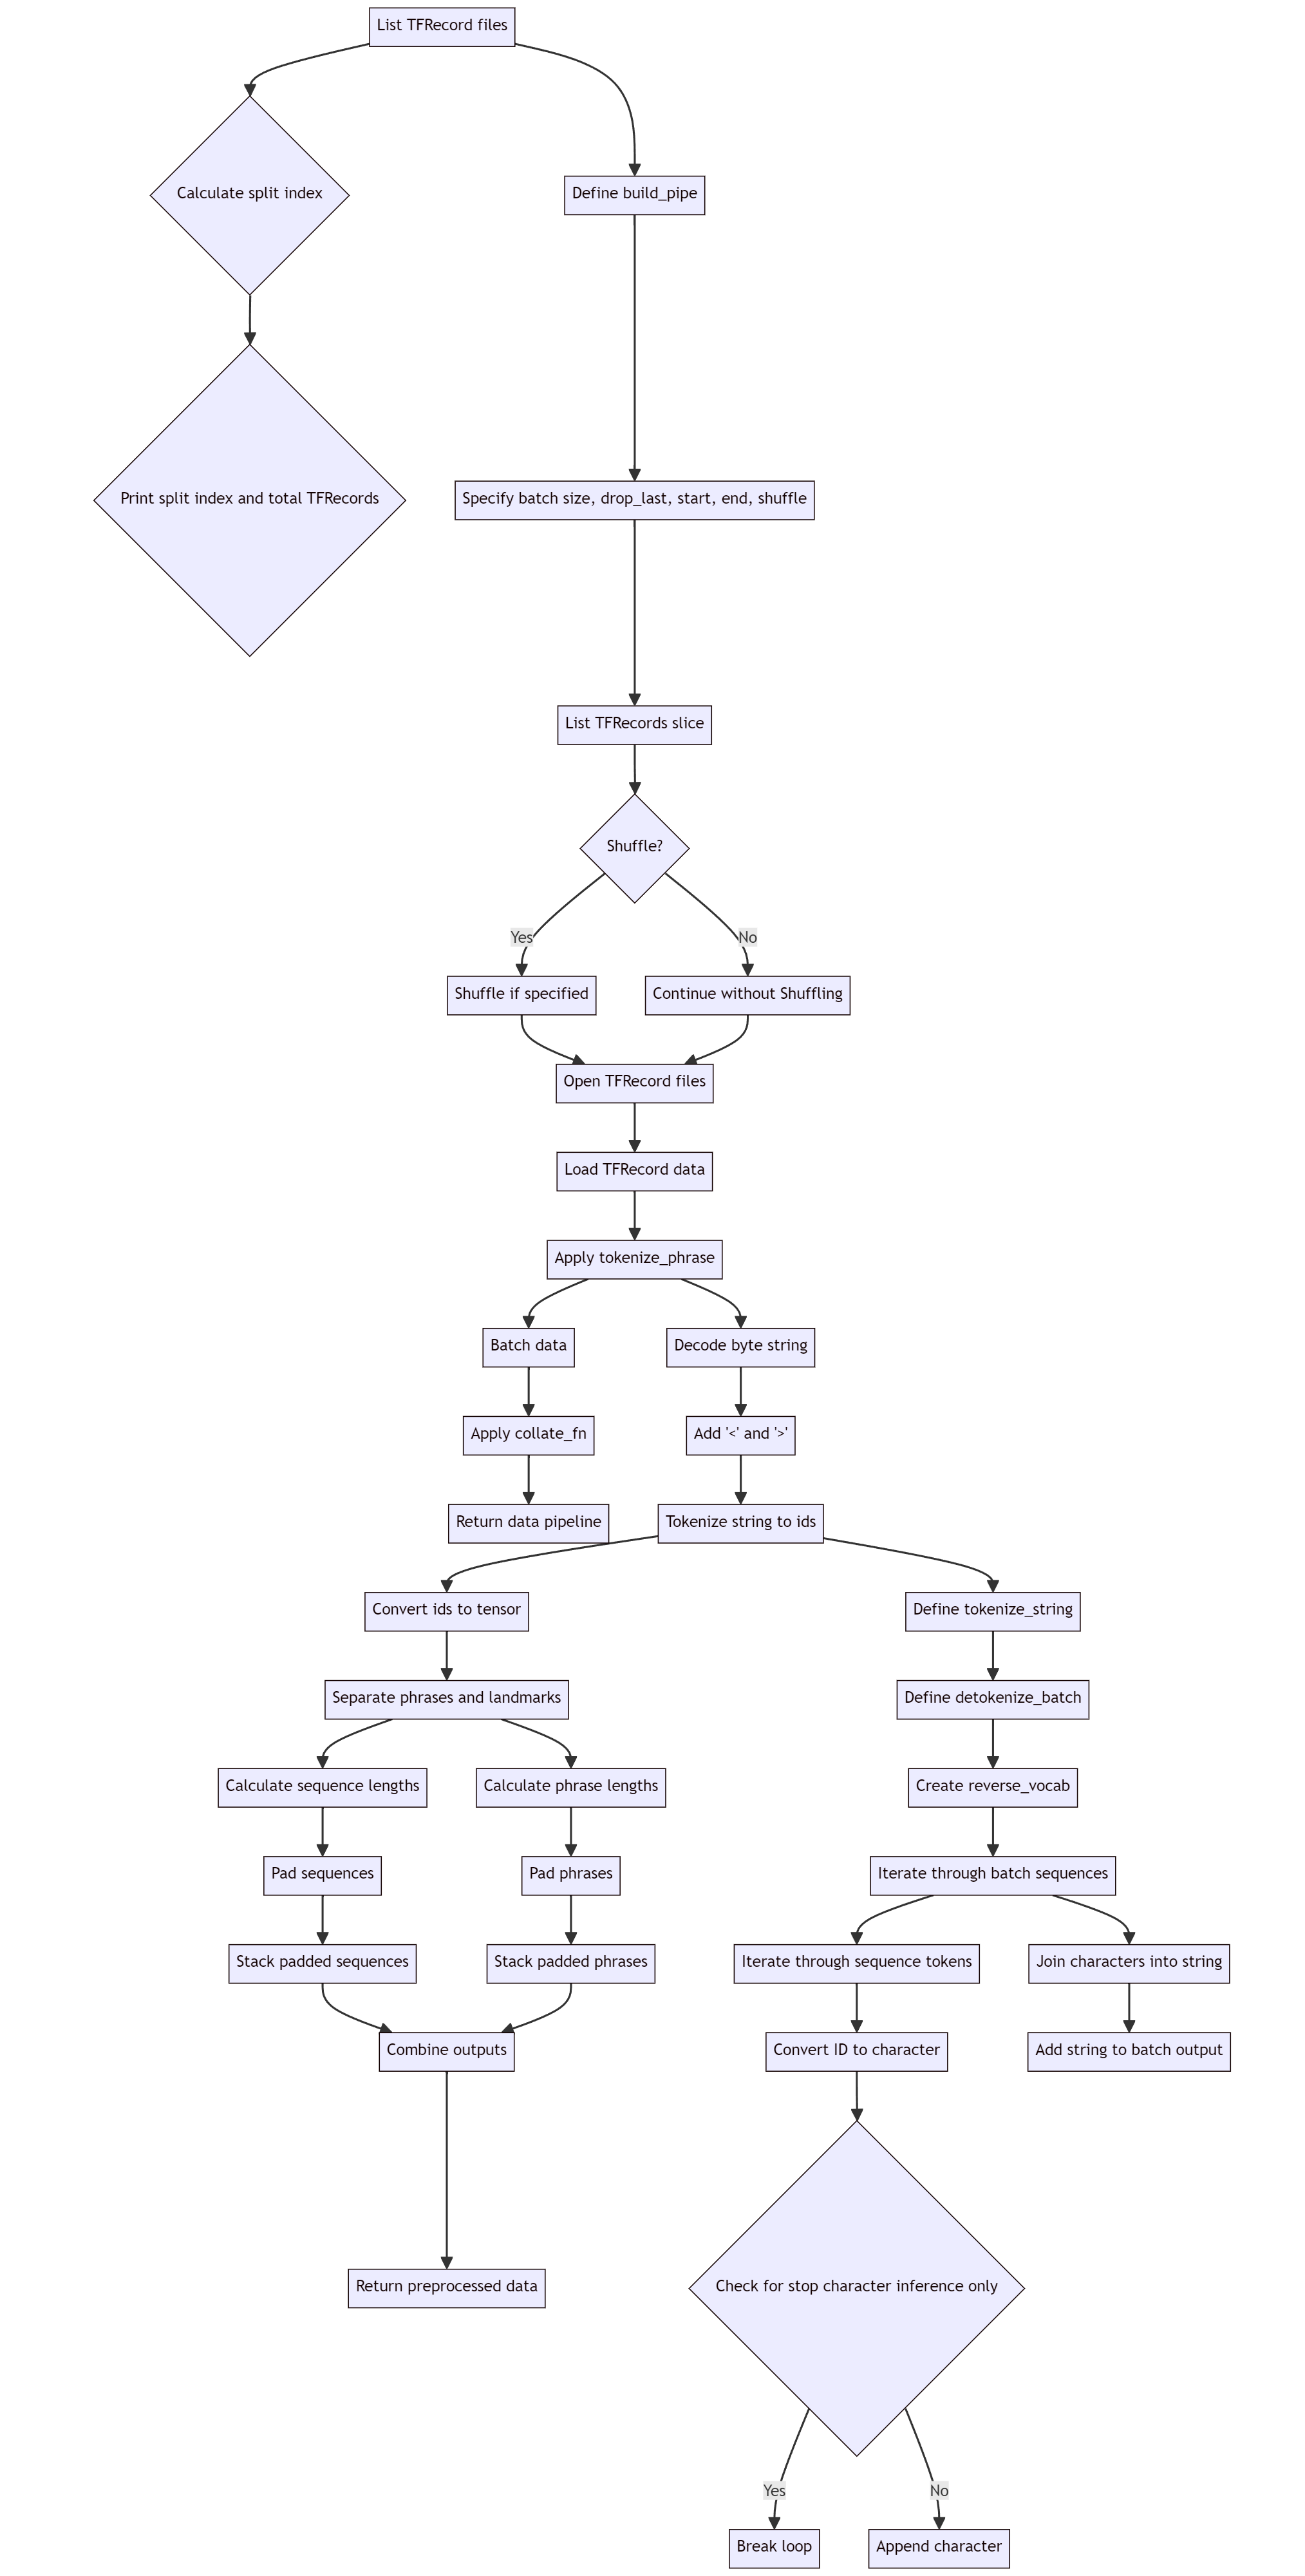 List TFRecord files
Calculate split index
Define build_pipe
Print split index and total TFRecords
Specify batch size, drop_last, start, end, shuffle
List TFRecords slice
Shuffle?
Yes
No
Shuffle if specified
Continue without Shuffling
Open TFRecord files
Load TFRecord data
Apply tokenize_phrase
Batch data
Decode byte string
Apply collate_fn
Add '<' and '>'
Return data pipeline
Tokenize string to ids
Convert ids to tensor
Define tokenize_string
Separate phrases and landmarks
Define detokenize_batch
Calculate sequence lengths
Calculate phrase lengths
Create reverse_vocab
Pad sequences
Pad phrases
Iterate through batch sequences
Stack padded sequences
Stack padded phrases
Iterate through sequence tokens
Join characters into string
Combine outputs
Convert ID to character
Add string to batch output
Return preprocessed data
Check for stop character inference only
Yes
No
Break loop
Append character